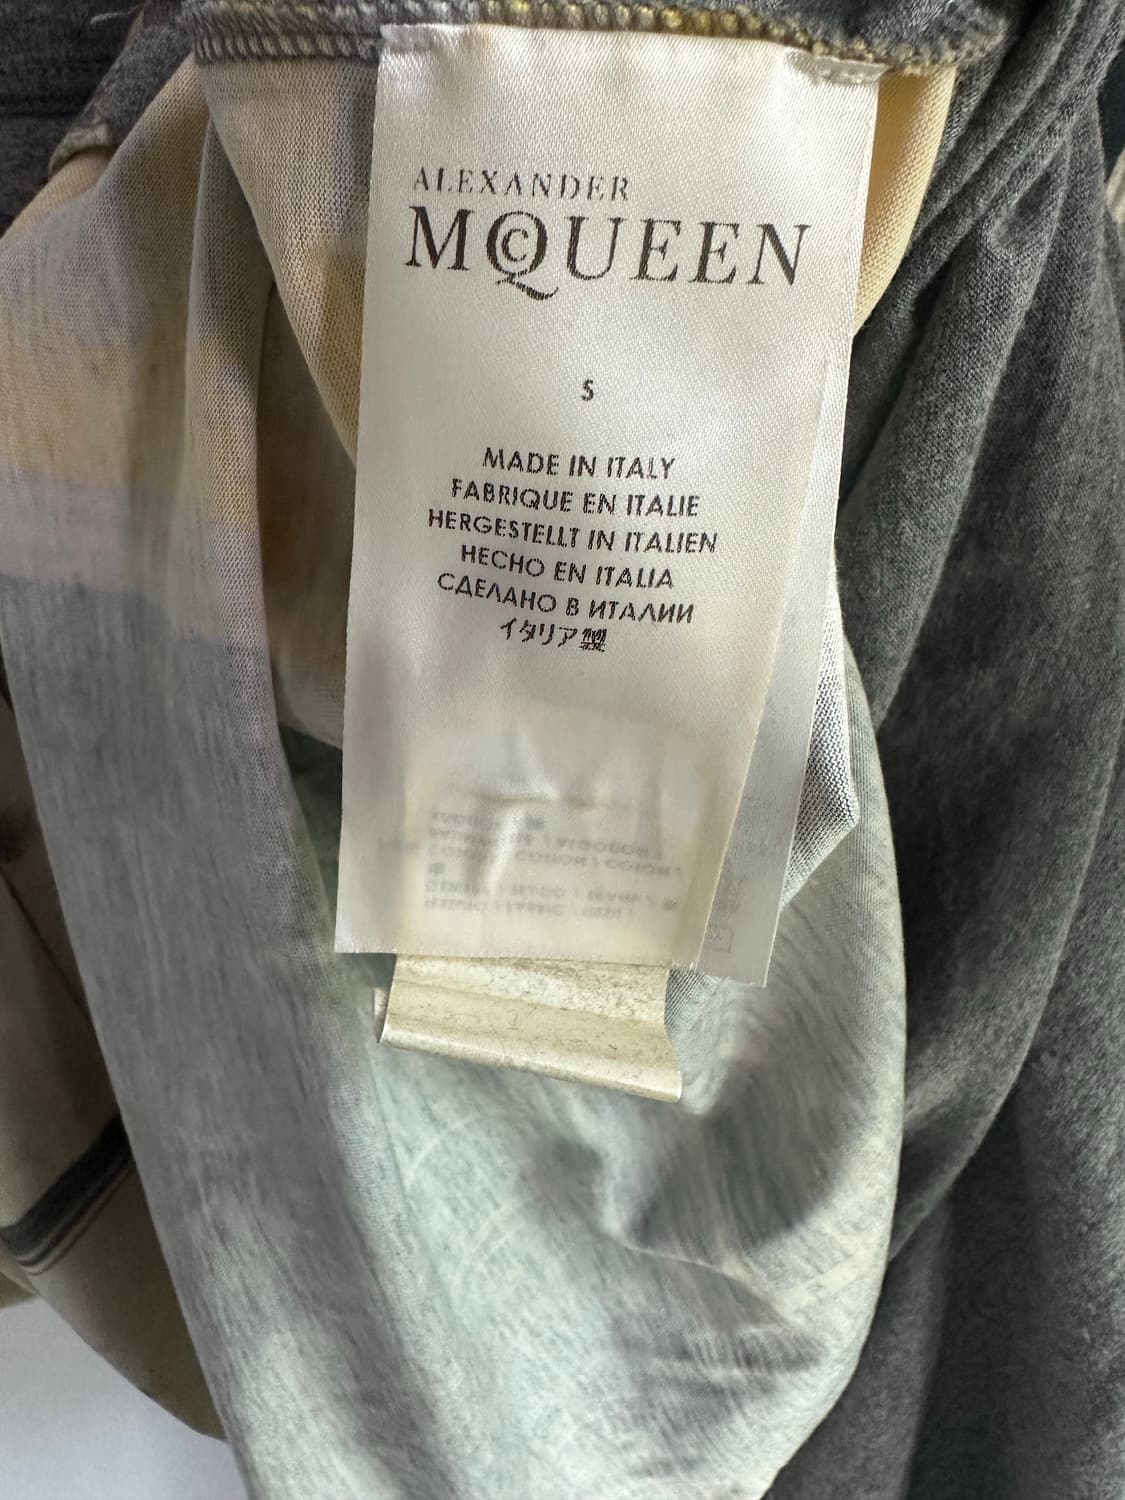 ALEXANDER
MCQUEEN
S
MADE IN ITALY
FABRIQUE EN ITALIE
HERGESTELLT IN ITALIEN
HECHO EN ITALIA
СДЕЛАНО В ИТАЛИИ
イタリア製